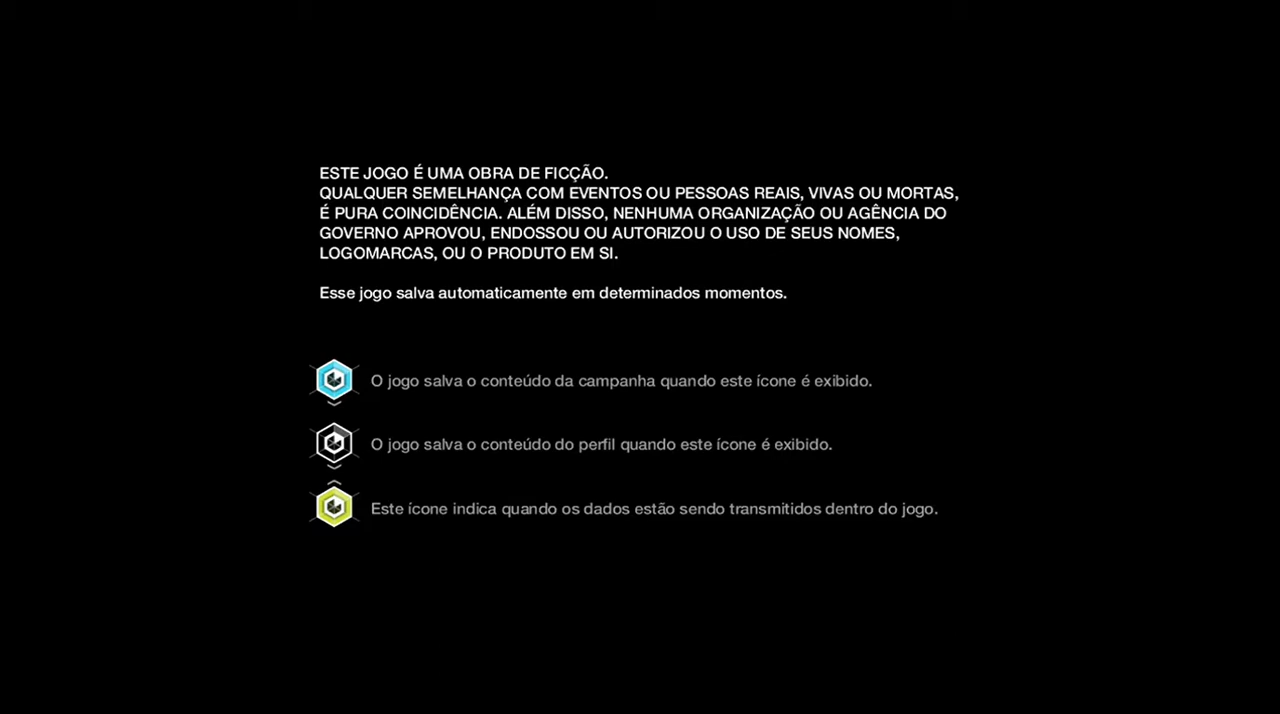 ESTE JOGO É UMA OBRA DE FICÇÃO.
QUALQUER SEMELHANÇA COM EVENTOS OU PESSOAS REAIS, VIVAS OU MORTAS,
É PURA COINCIDÊNCIA. ALÉM DISSO, NENHUMA ORGANIZAÇÃO OU AGÊNCIA DO
GOVERNO APROVOU, ENDOSSOU OU AUTORIZOU O USO DE SEUS NOMES,
LOGOMARCAS, OU O PRODUTO EM SI.
Esse jogo salva automaticamente em determinados momentos.
O jogo salva o conteúdo da campanha quando este ícone é exibido.
O jogo salva o conteúdo do perfil quando este ícone é exibido.
Este ícone indica quando os dados estão sendo transmitidos dentro do jogo.